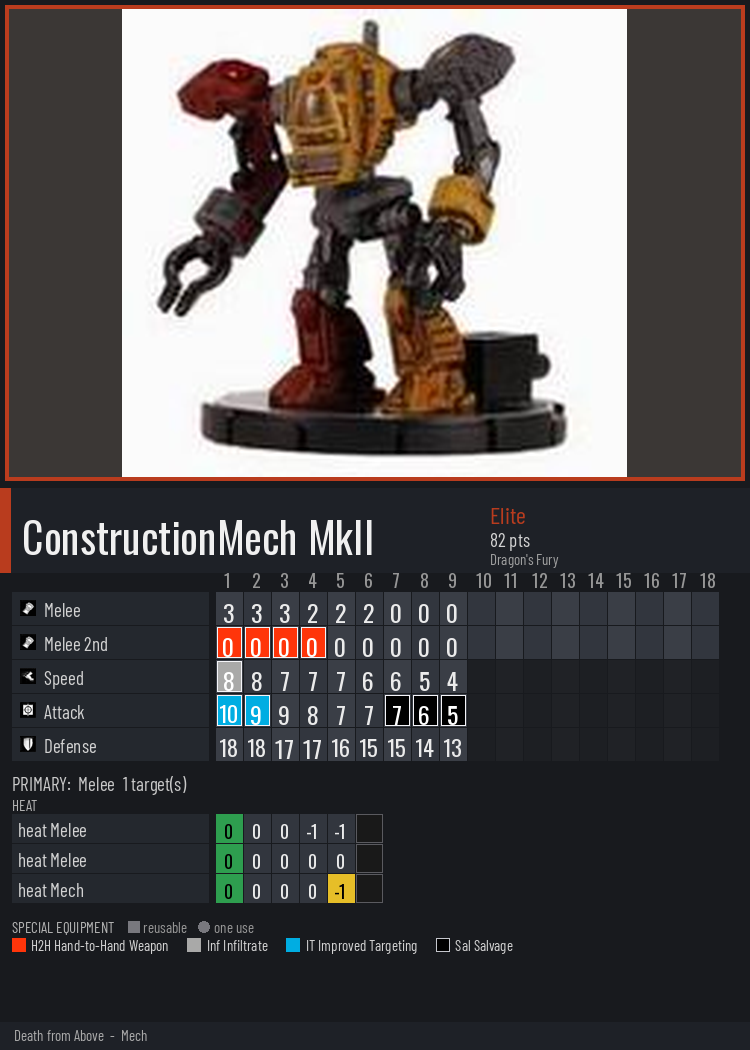 ConstructionMech MkII
Elite
82 pts
Dragon's Fury
1 2 3 4 5 6 7 8 9 10 11 12 13 14 15 16 17 18
Melee 3 3 3 2 2 2 0 0 0
Melee 2nd 0 0 0 0 0 0 0 0 0
Speed 8 8 7 7 7 6 6 5 4
Attack 10 9 9 8 7 7 7 6 5
Defense 18 18 17 17 16 15 15 14 13
PRIMARY: Melee 1 target(s)
HEAT
heat Melee 0 0 0 -1 -1
heat Melee 0 0 0 0 0
heat Mech 0 0 0 0 -1
SPECIAL EQUIPMENT reusable one use
H2H Hand-to-Hand Weapon Inf Infiltrate IT Improved Targeting Sal Salvage
Death from Above - Mech